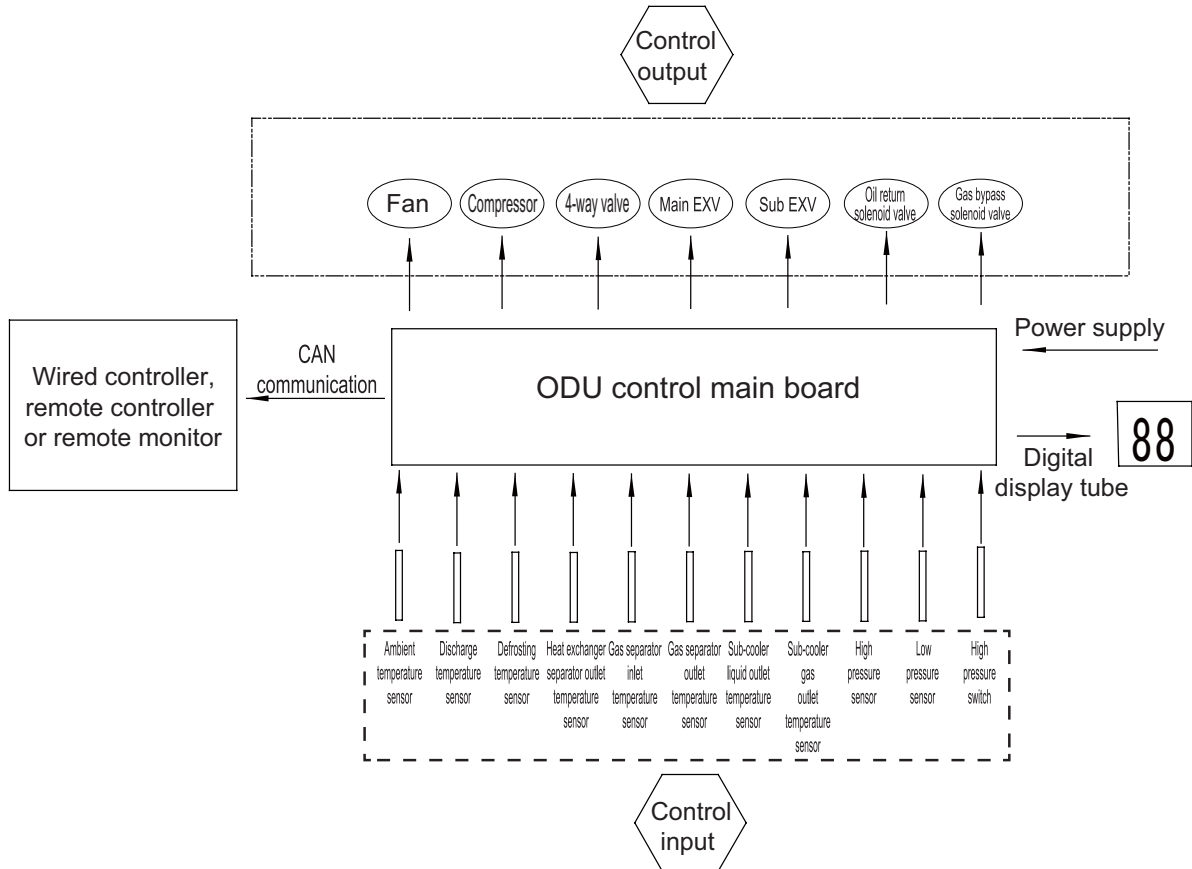 Control
output
Fan
Compressor
4-way valve
Main EXV
Sub EXV
Oil return
solenoid valve
Gas bypass
solenoid valve
Wired controller,
remote controller
or remote monitor
CAN
communication
ODU control main board
Power supply
88
Digital
display tube
Ambient
temperature
sensor
Discharge
temperature
sensor
Defrosting
temperature
sensor
Heat exchanger
separator outlet
temperature
sensor
Gas separator
inlet
temperature
sensor
Gas separator
outlet
temperature
sensor
Sub-cooler
liquid outlet
temperature
sensor
Sub-cooler
gas
outlet
temperature
sensor
High
pressure
sensor
Low
pressure
sensor
High
pressure
switch
Control
input